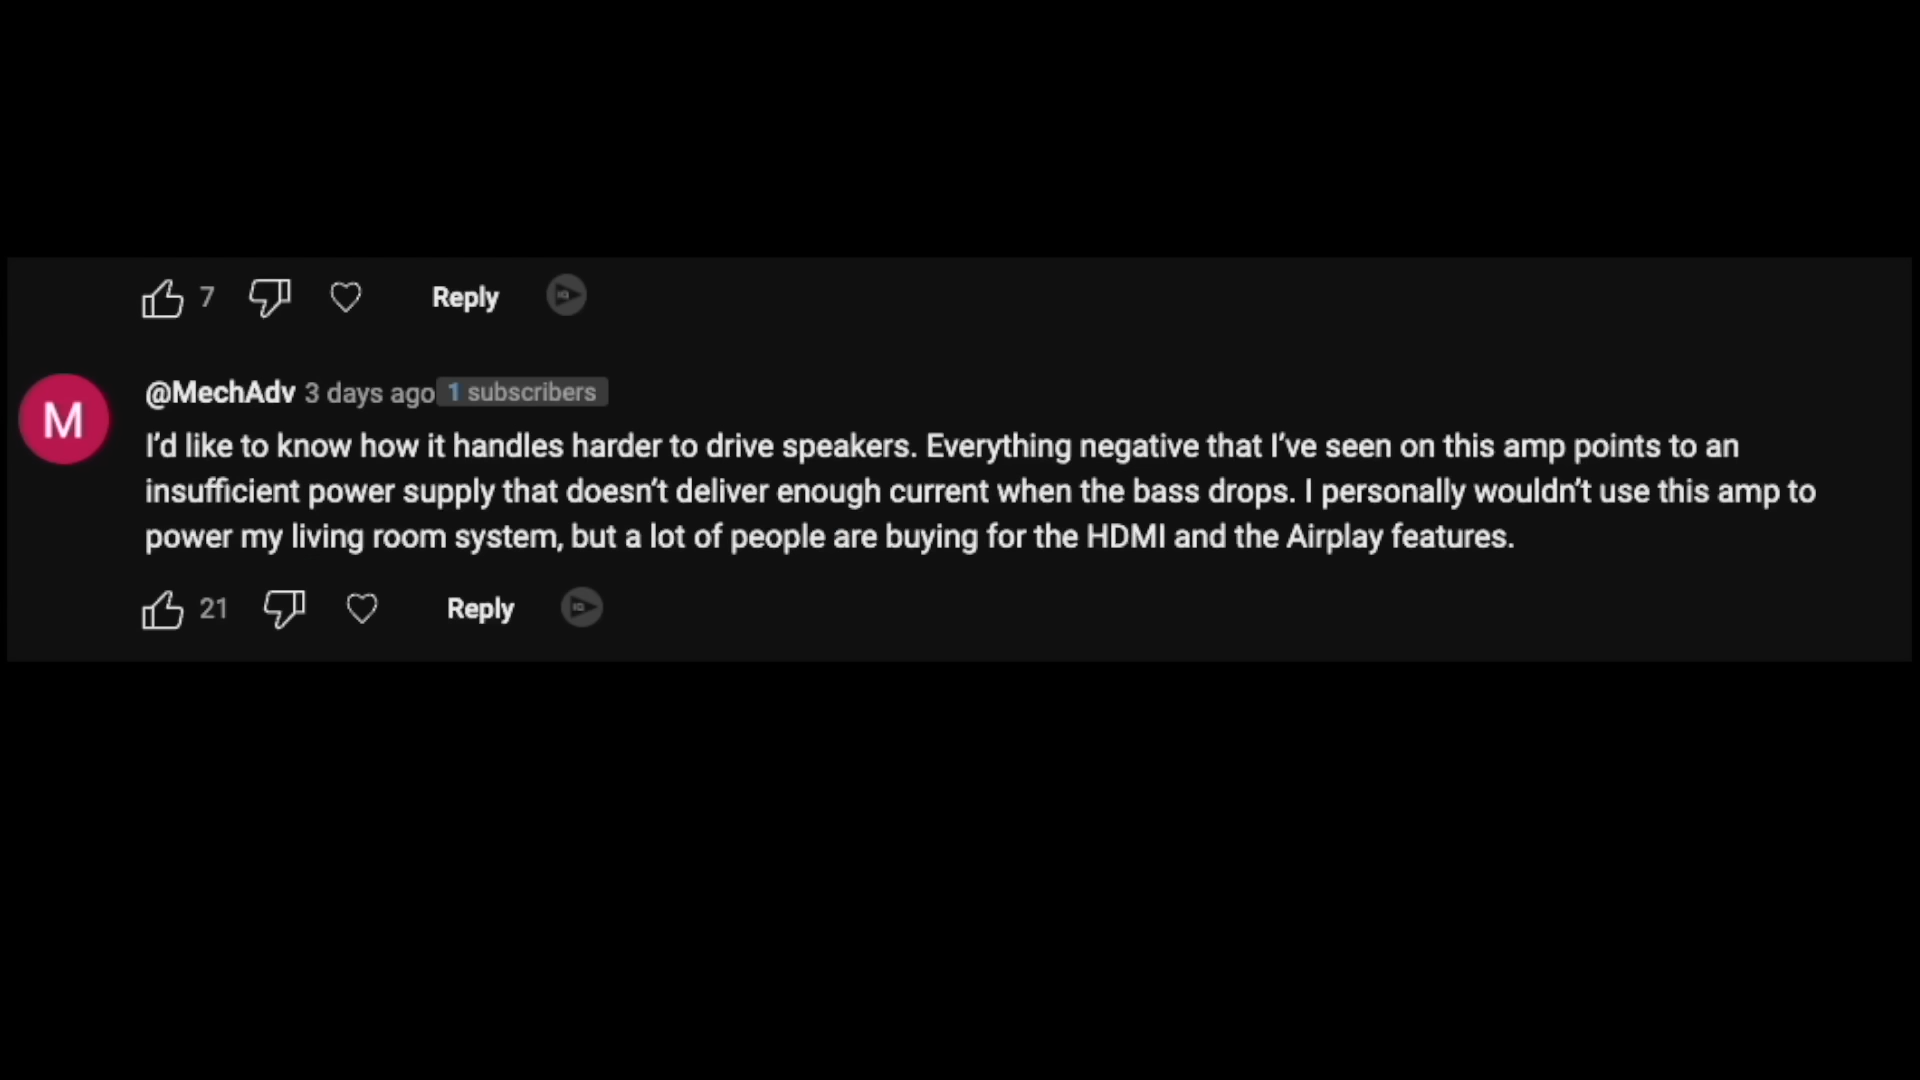 7 Reply
@MechAdv 3 days ago 1 subscribers
M
I'd like to know how it handles harder to drive speakers. Everything negative that I've seen on this amp points to an
insufficient power supply that doesn't deliver enough current when the bass drops. I personally wouldn't use this amp to
power my living room system, but a lot of people are buying for the HDMI and the Airplay features.
21 Reply